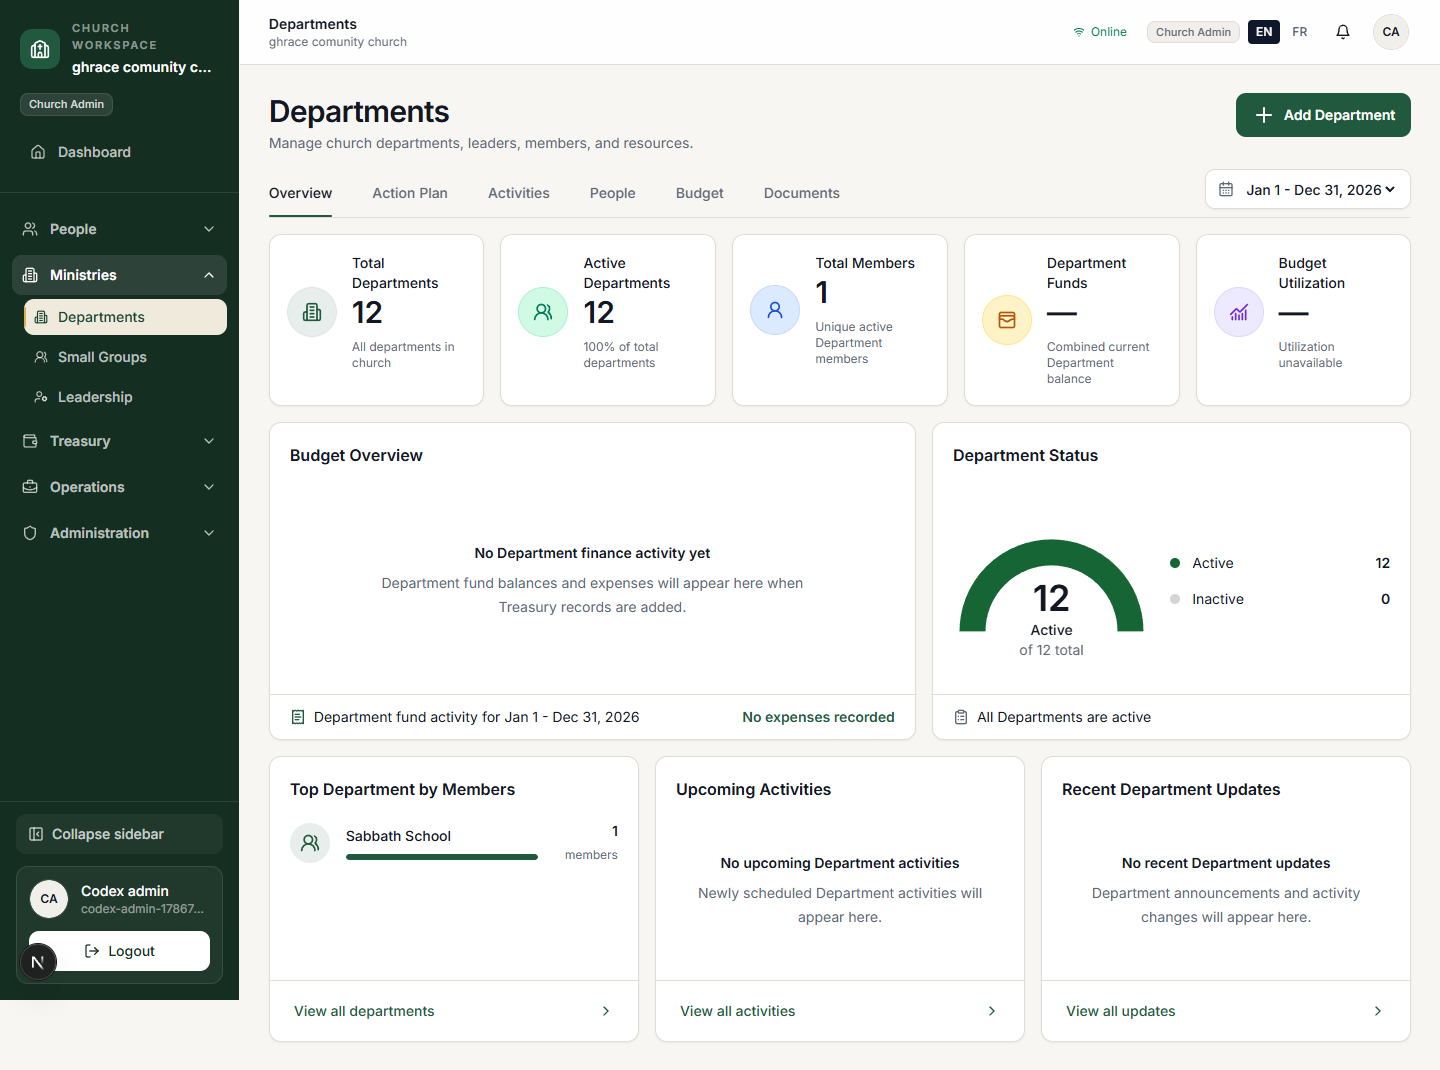 CHURCH
WORKSPACE
ghrace comunity c...
Church Admin
Dashboard
People
Ministries
Departments
Small Groups
Leadership
Treasury
Operations
Administration
Collapse sidebar
CA
Codex admin
codex-admin-17867...
Logout
N
Departments
ghrace comunity church
Online
Church Admin
EN
FR
CA
Departments
Manage church departments, leaders, members, and resources.
Add Department
Overview
Action Plan
Activities
People
Budget
Documents
Jan 1 - Dec 31, 2026
Total
Departments
12
All departments in
church
Active
Departments
12
100% of total
departments
Total Members
1
Unique active
Department
members
Department
Funds
—
Combined current
Department
balance
Budget
Utilization
—
Utilization
unavailable
Budget Overview
No Department finance activity yet
Department fund balances and expenses will appear here when
Treasury records are added.
Department fund activity for Jan 1 - Dec 31, 2026
No expenses recorded
Department Status
12
Active
of 12 total
Active 12
Inactive 0
All Departments are active
Top Department by Members
Sabbath School
1
members
View all departments
Upcoming Activities
No upcoming Department activities
Newly scheduled Department activities will
appear here.
View all activities
Recent Department Updates
No recent Department updates
Department announcements and activity
changes will appear here.
View all updates